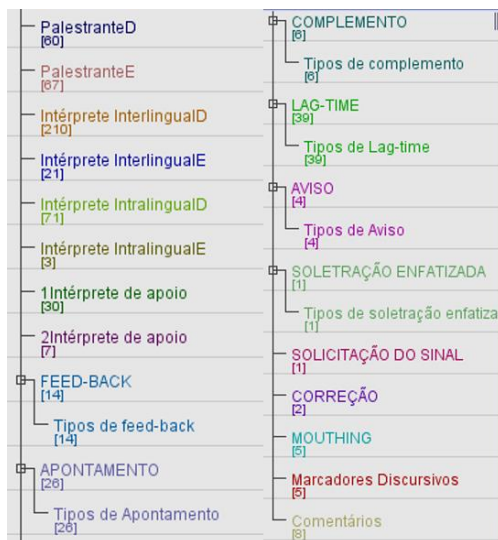 PalestranteD
[60]
PalestranteE
[67]
Intérprete InterlingualD
[210]
Intérprete InterlingualE
[21]
Intérprete IntralingualD
[71]
Intérprete IntralingualE
[3]
1Intérprete de apoio
[30]
2Intérprete de apoio
[7]
FEED-BACK
[14]
Tipos de feed-back
[14]
APONTAMENTO
[26]
Tipos de Apontamento
[26]
COMPLEMENTO
[6]
Tipos de complemento
[6]
LAG-TIME
[39]
Tipos de Lag-time
[39]
AVISO
[4]
Tipos de Aviso
[4]
SOLETRAÇÃO ENFATIZADA
[1]
Tipos de soletração enfatiza
[1]
SOLICITAÇÃO DO SINAL
[1]
CORREÇÃO
[2]
MOUTHING
[5]
Marcadores Discursivos
[5]
Comentários
[8]